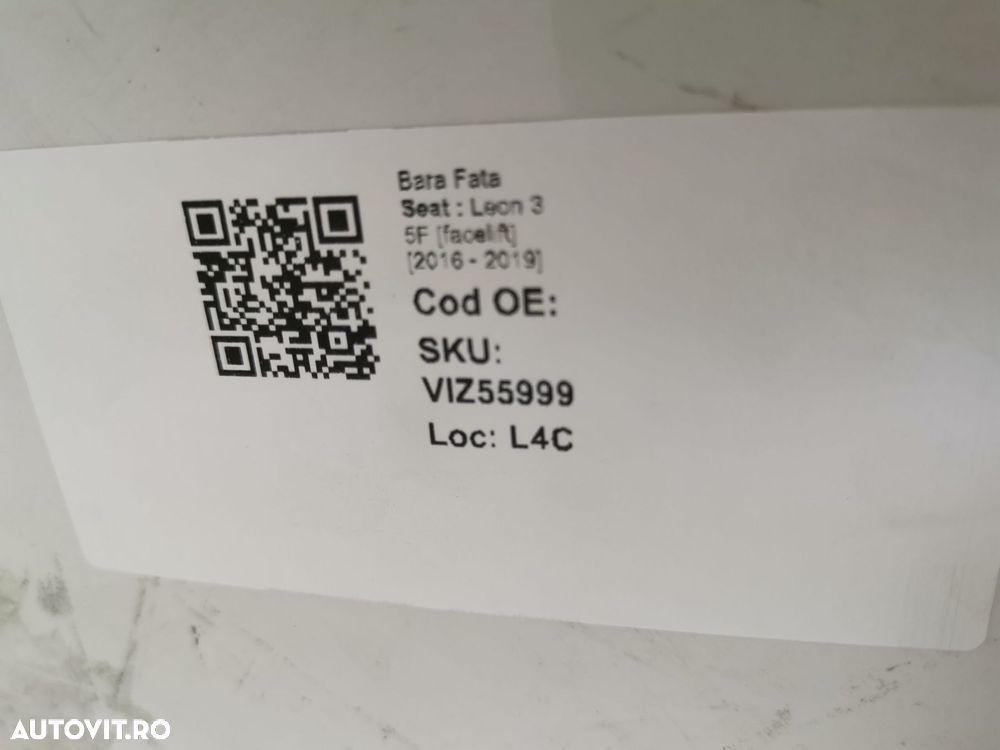 Bara Fata
Seat : Leon 3
5F [facelift]
[2016 - 2019]
Cod OE:
SKU:
VIZ55999
Loc: L4C
AUTOVIT.RO